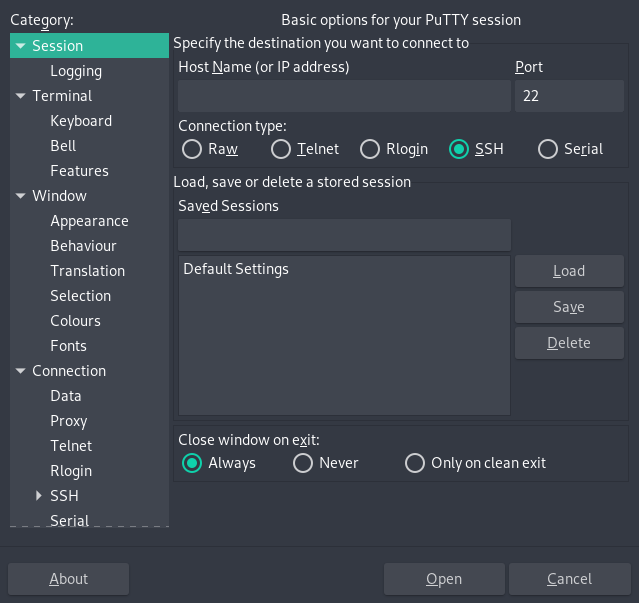 Category:
Session
Logging
Terminal
Keyboard
Bell
Features
Window
Appearance
Behaviour
Translation
Selection
Colours
Fonts
Connection
Data
Proxy
Telnet
Rlogin
SSH
Serial
Basic options for your PuTTY session
Specify the destination you want to connect to
Host Name (or IP address) Port
22
Connection type:
Raw Telnet Rlogin SSH Serial
Load, save or delete a stored session
Saved Sessions
Default Settings
Load
Save
Delete
Close window on exit:
Always Never Only on clean exit
About Open Cancel